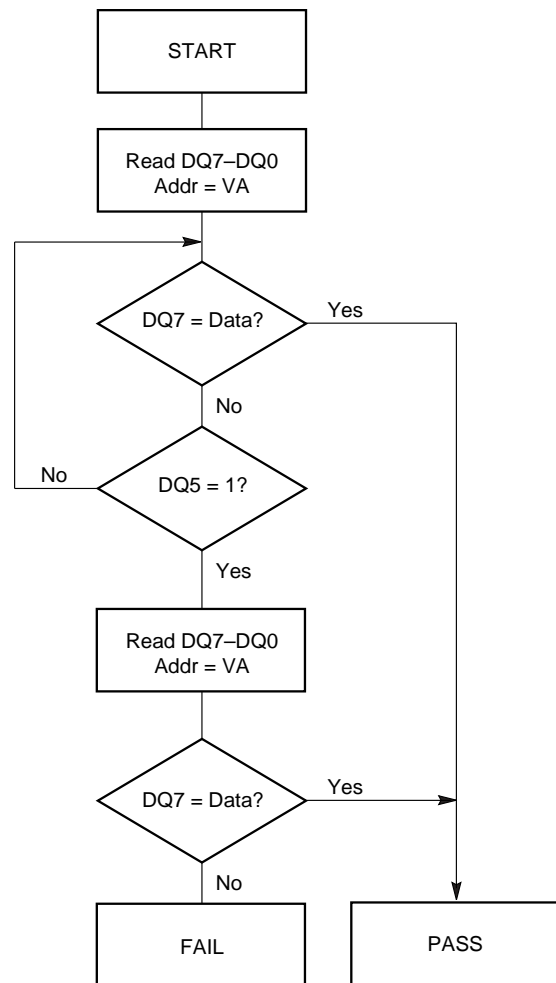 START
Read DQ7–DQ0
Addr = VA
DQ7 = Data?
Yes
No
No
DQ5 = 1?
Yes
Read DQ7–DQ0
Addr = VA
DQ7 = Data?
Yes
No
FAIL
PASS